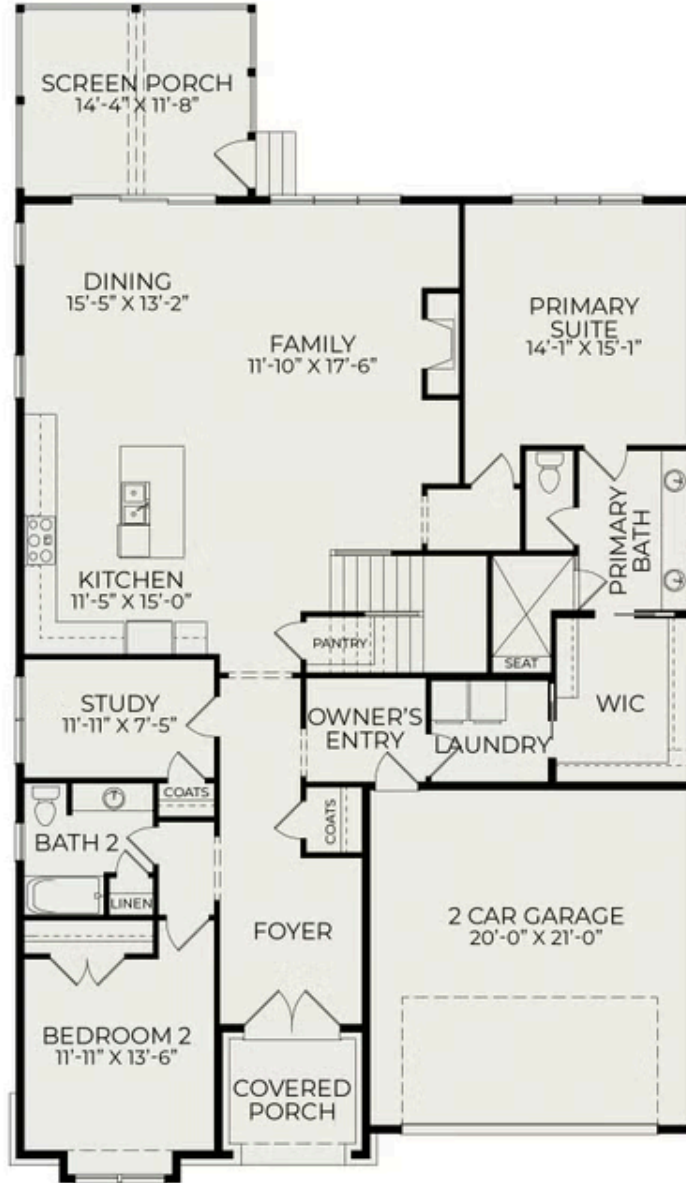 SCREEN PORCH
14'-4" X 11'-8"
DINING
15'-5" X 13'-2"
FAMILY
11'-10" X 17'-6"
PRIMARY
SUITE
14'-1" X 15'-1"
PRIMARY
BATH
KITCHEN
11'-5" X 15'-0"
PANTRY
SEAT
STUDY
11'-11" X 7'-5"
OWNER'S
ENTRY
LAUNDRY
WIC
COATS
COATS
BATH 2
LINEN
FOYER
2 CAR GARAGE
20'-0" X 21'-0"
BEDROOM 2
11'-11" X 13'-6"
COVERED
PORCH